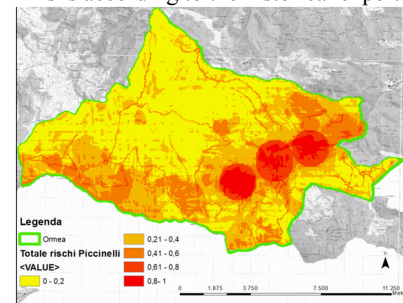 Legenda
Ormea
Totale rischi Piccinelli
<VALUE>
0 - 0,2
0,21 - 0,4
0,41 - 0,6
0,61 - 0,8
0,8- 1
0 1.875 3.750 7.500 11.250